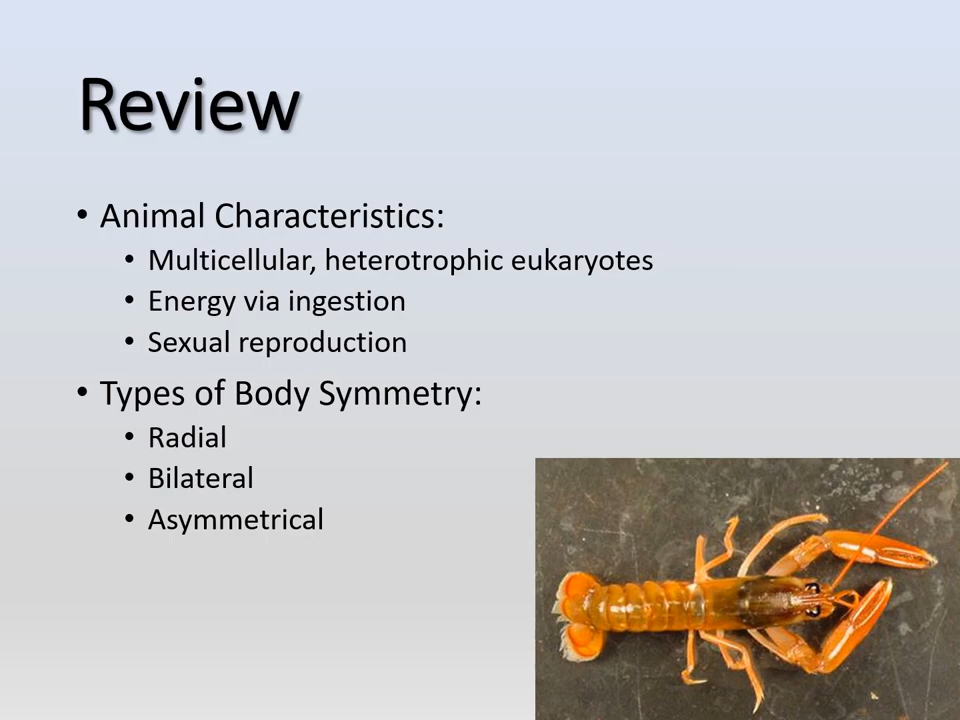 Review
• Animal Characteristics:
• Multicellular, heterotrophic eukaryotes
• Energy via ingestion
• Sexual reproduction
• Types of Body Symmetry:
• Radial
• Bilateral
• Asymmetrical